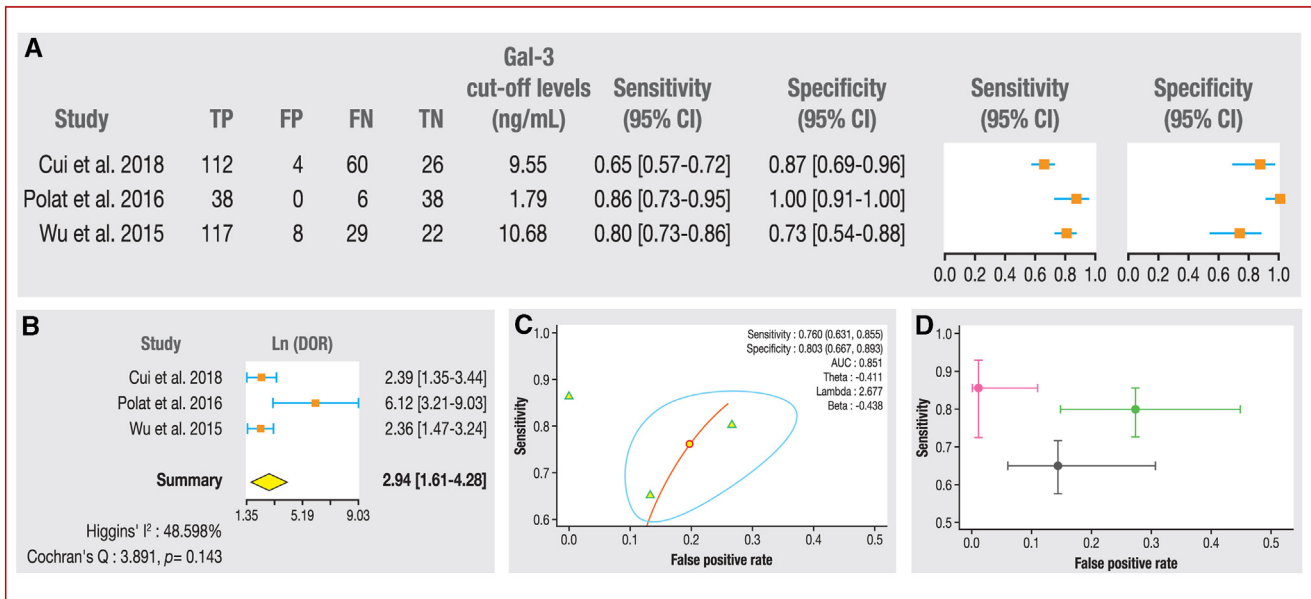 A
Gal-3
cut-off levels Sensitivity Specificity Sensitivity Specificity
Study TP FP FN TN (ng/mL) (95% CI) (95% CI) (95% CI) (95% CI)
Cui et al. 2018 112 4 60 26 9.55 0.65 [0.57-0.72] 0.87 [0.69-0.96]
Polat et al. 2016 38 0 6 38 1.79 0.86 [0.73-0.95] 1.00 [0.91-1.00]
Wu et al. 2015 117 8 29 22 10.68 0.80 [0.73-0.86] 0.73 [0.54-0.88]
0.0 0.2 0.4 0.6 0.8 1.0 0.0 0.2 0.4 0.6 0.8 1.0
B
Study Ln (DOR)
Cui et al. 2018 2.39 [1.35-3.44]
Polat et al. 2016 6.12 [3.21-9.03]
Wu et al. 2015 2.36 [1.47-3.24]
Summary 2.94 [1.61-4.28]
1.35 5.19 9.03
Higgins' I² : 48.598%
Cochran's Q : 3.891, p= 0.143
C
Sensitivity : 0.760 (0.631, 0.855)
Specificity : 0.803 (0.667, 0.893)
AUC : 0.851
Theta : -0.411
Lambda : 2.677
Beta : -0.438
Sensitivity
1.0
0.9
0.8
0.7
0.6
0.0 0.1 0.2 0.3 0.4 0.5
False positive rate
D
Sensitivity
1.0
0.9
0.8
0.7
0.6
0.5
0.0 0.1 0.2 0.3 0.4 0.5
False positive rate